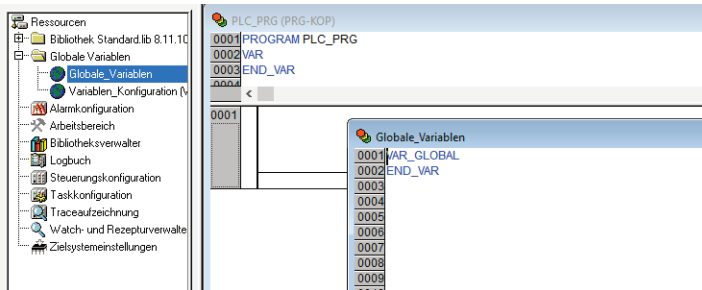 Ressourcen
Bibliothek Standard.lib 8.11.10
Globale Variablen
Globale_Variablen
Variablen_Konfiguration
Alarmkonfiguration
Arbeitsbereich
Bibliotheksverwalter
Logbuch
Steuerungskonfiguration
Taskkonfiguration
Traceaufzeichnung
Watch- und Rezepturverwalte
Zielsystemeinstellungen
PLC_PRG (PRG-KOP)
0001 PROGRAM PLC_PRG
0002 VAR
0003 END_VAR
0004
0001
Globale_Variablen
0001 VAR_GLOBAL
0002 END_VAR
0003
0004
0005
0006
0007
0008
0009